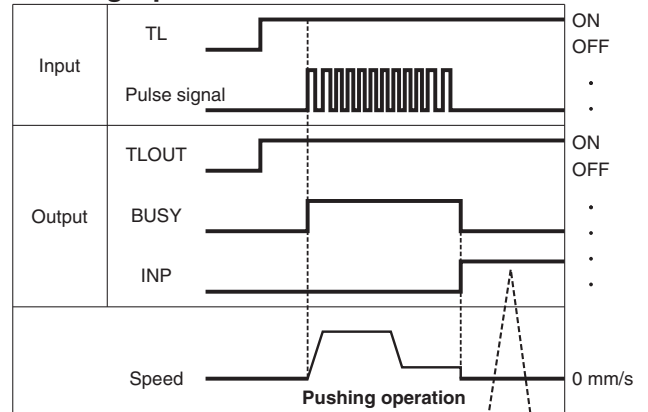 Input
TL
ON
OFF
Pulse signal
Output
TLOUT
ON
OFF
BUSY
INP
Speed
0 mm/s
Pushing operation